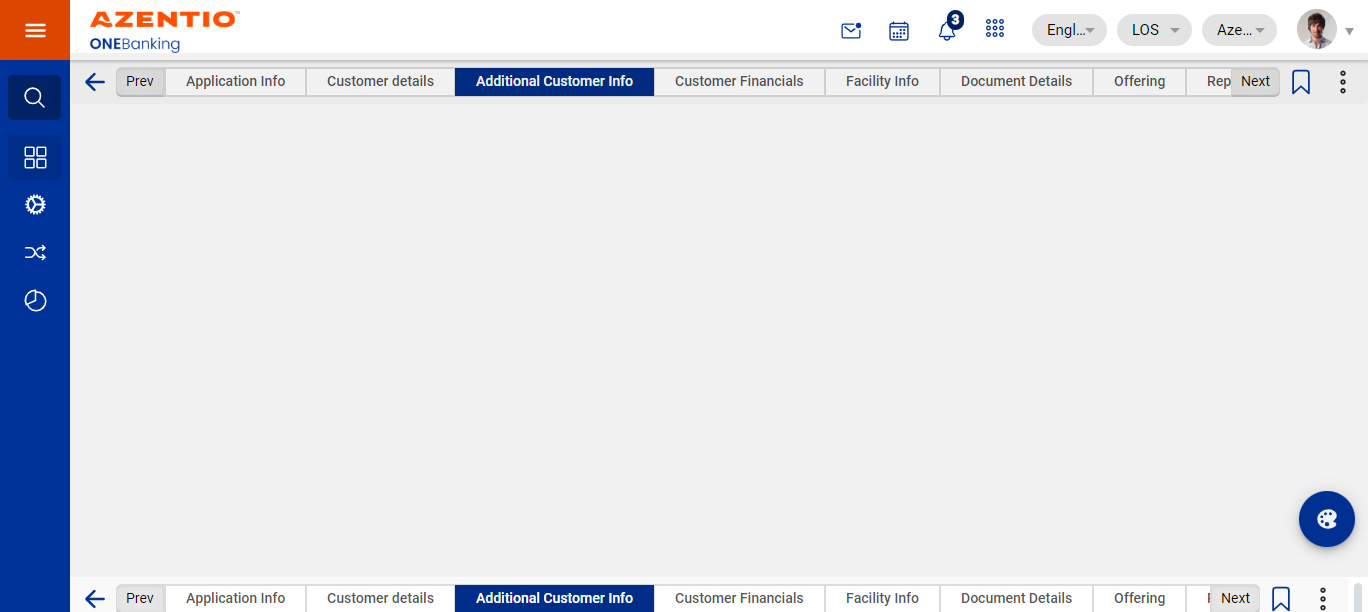 AZENTIO™
ONEBanking
3
Engl...
LOS
Aze...
Prev
Application Info
Customer details
Additional Customer Info
Customer Financials
Facility Info
Document Details
Offering
Rep
Next
Prev
Application Info
Customer details
Additional Customer Info
Customer Financials
Facility Info
Document Details
Offering
Next